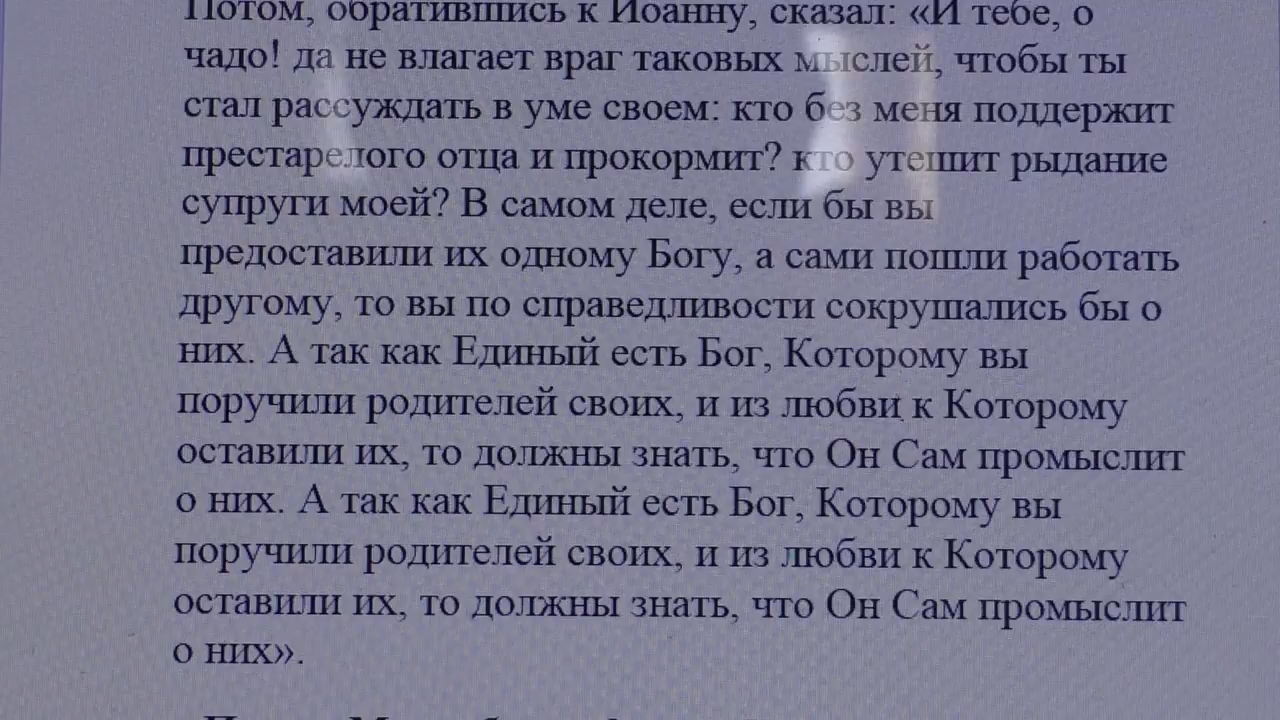 Потом, обратившись к Иоанну, сказал: «И тебе, о
чадо! да не влагает враг таковых мыслей, чтобы ты
стал рассуждать в уме своем: кто без меня поддержит
престарелого отца и прокормит? кто утешит рыдание
супруги моей? В самом деле, если бы вы
предоставили их одному Богу, а сами пошли работать
другому, то вы по справедливости сокрушались бы о
них. А так как Единый есть Бог, Которому вы
поручили родителей своих, и из любви к Которому
оставили их, то должны знать, что Он Сам промыслит
о них. А так как Единый есть Бог, Которому вы
поручили родителей своих, и из любви к Которому
оставили их, то должны знать, что Он Сам промыслит
о них».